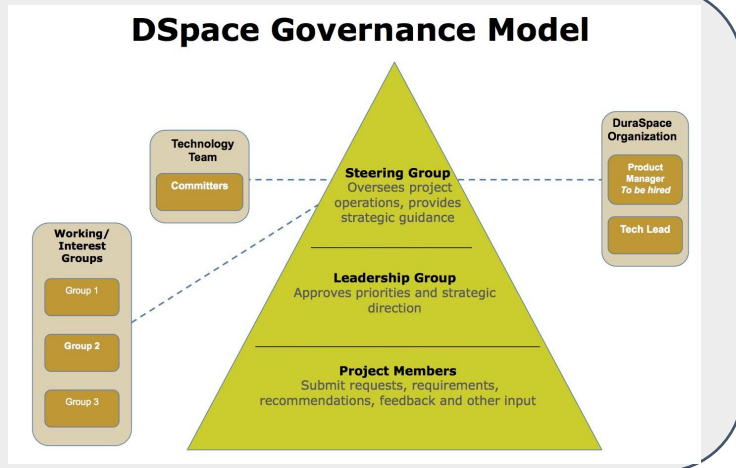 DSpace Governance Model
Technology
Team
Committers
Working/
Interest
Groups
Group 1
Group 2
Group 3
Steering Group
Oversees project
operations, provides
strategic guidance
Leadership Group
Approves priorities and strategic
direction
Project Members
Submit requests, requirements,
recommendations, feedback and other input
DuraSpace
Organization
Product
Manager
To be hired
Tech Lead